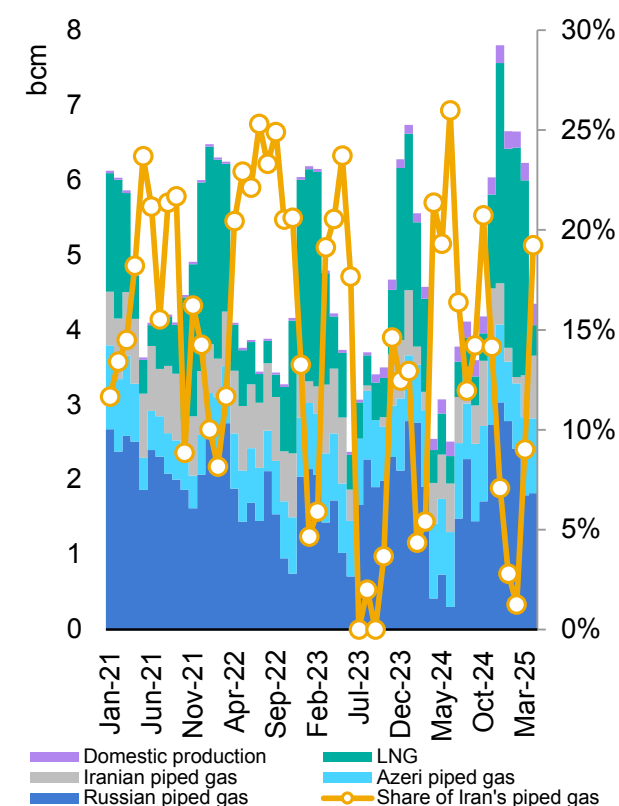 bcm
8 30%
7
25%
6
20%
5
4 15%
3
10%
2
5%
1
0 0%
Jan-21 Jun-21 Nov-21 Apr-22 Sep-22 Feb-23 Jul-23 Dec-23 May-24 Oct-24 Mar-25
Domestic production LNG
Iranian piped gas Azeri piped gas
Russian piped gas Share of Iran's piped gas